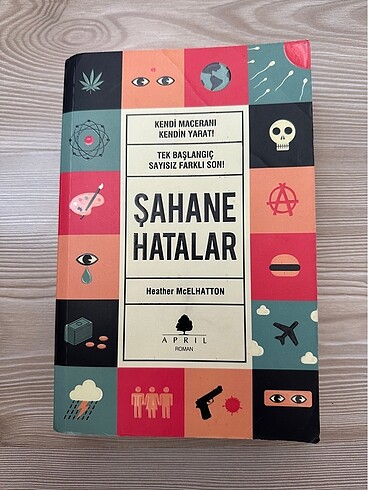 KENDİ MACERANI
KENDİN YARAT!
TEK BAŞLANGIÇ
SAYISIZ FARKLI SON!
ŞAHANE
HATALAR
Heather McELHATTON
APRIL
ROMAN